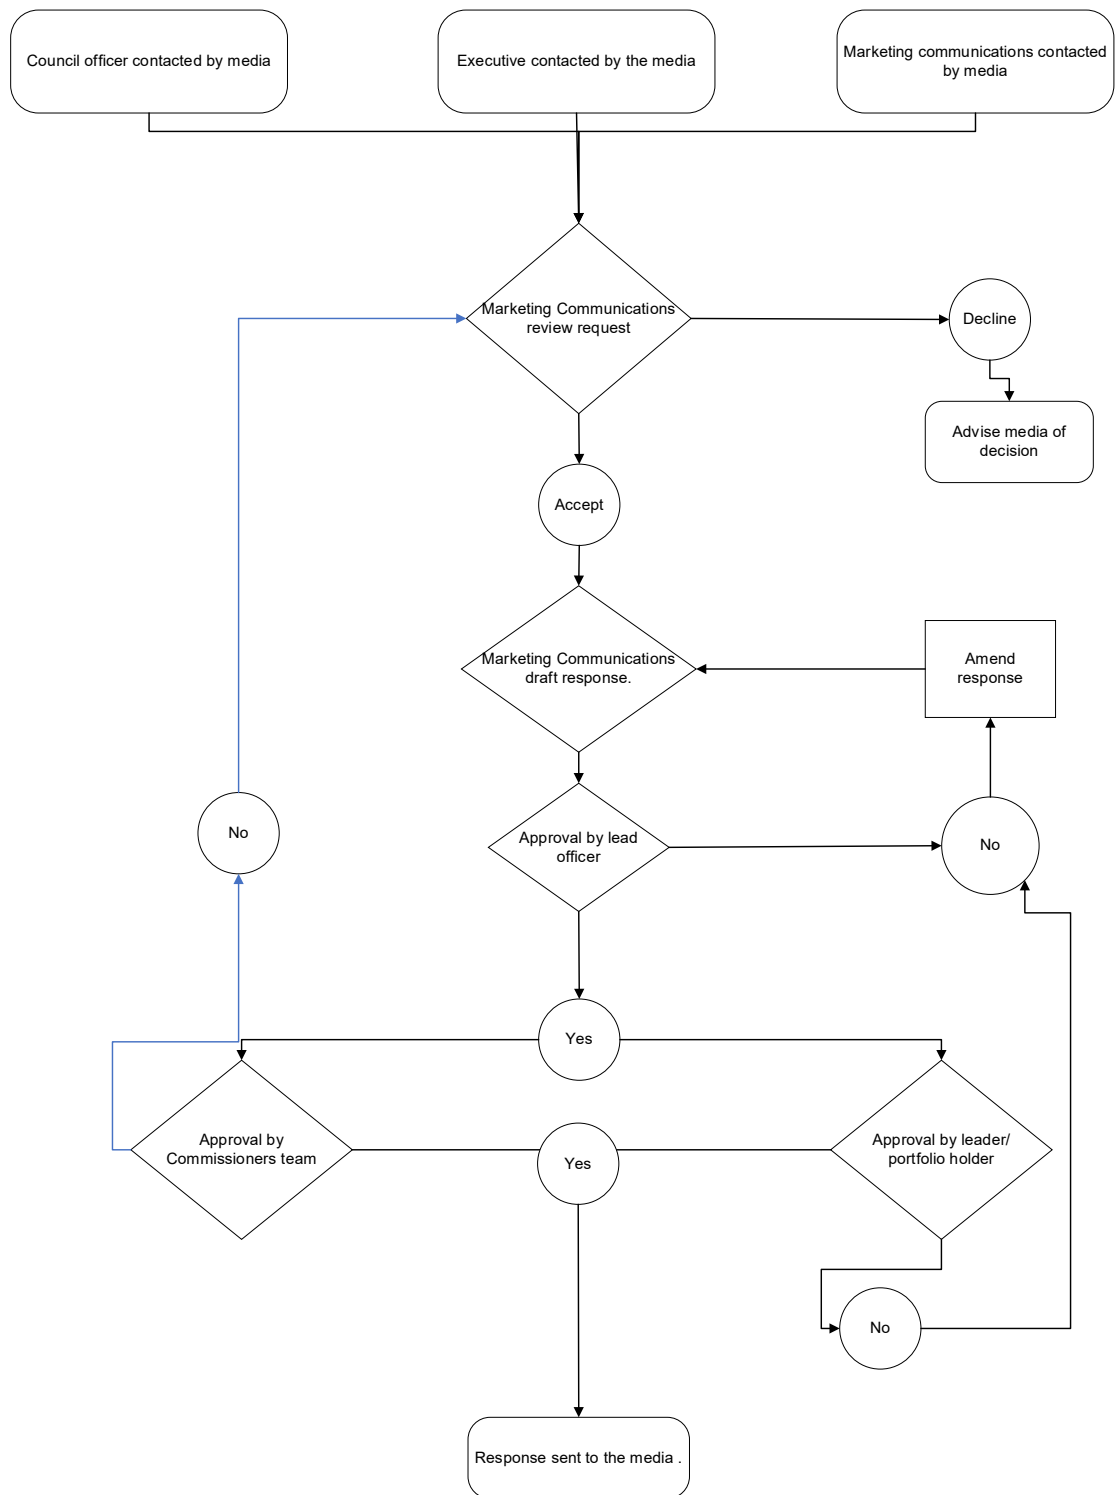 Council officer contacted by media
Executive contacted by the media
Marketing communications contacted
by media
Marketing Communications
review request
Decline
Advise media of
decision
Accept
Marketing Communications
draft response.
Amend
response
No
Approval by lead
officer
No
Yes
Approval by
Commissioners team
Yes
Approval by leader/
portfolio holder
No
Response sent to the media .